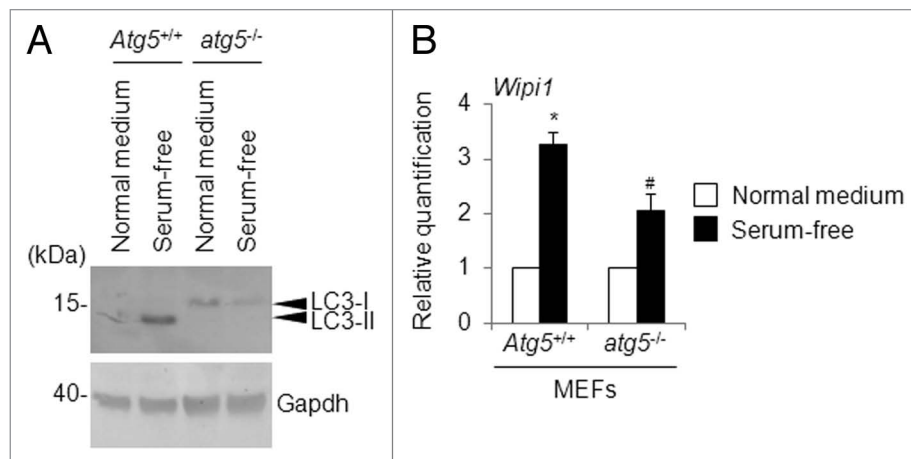 A
Atg5+/+ atg5-/-
Normal medium
Serum-free
Normal medium
Serum-free
(kDa)
15-
LC3-I
LC3-II
40-
Gapdh
B
Wipi1
Relative quantification
4
3
2
1
0
*
#
Normal medium
Serum-free
Atg5+/+ atg5-/-
MEFs